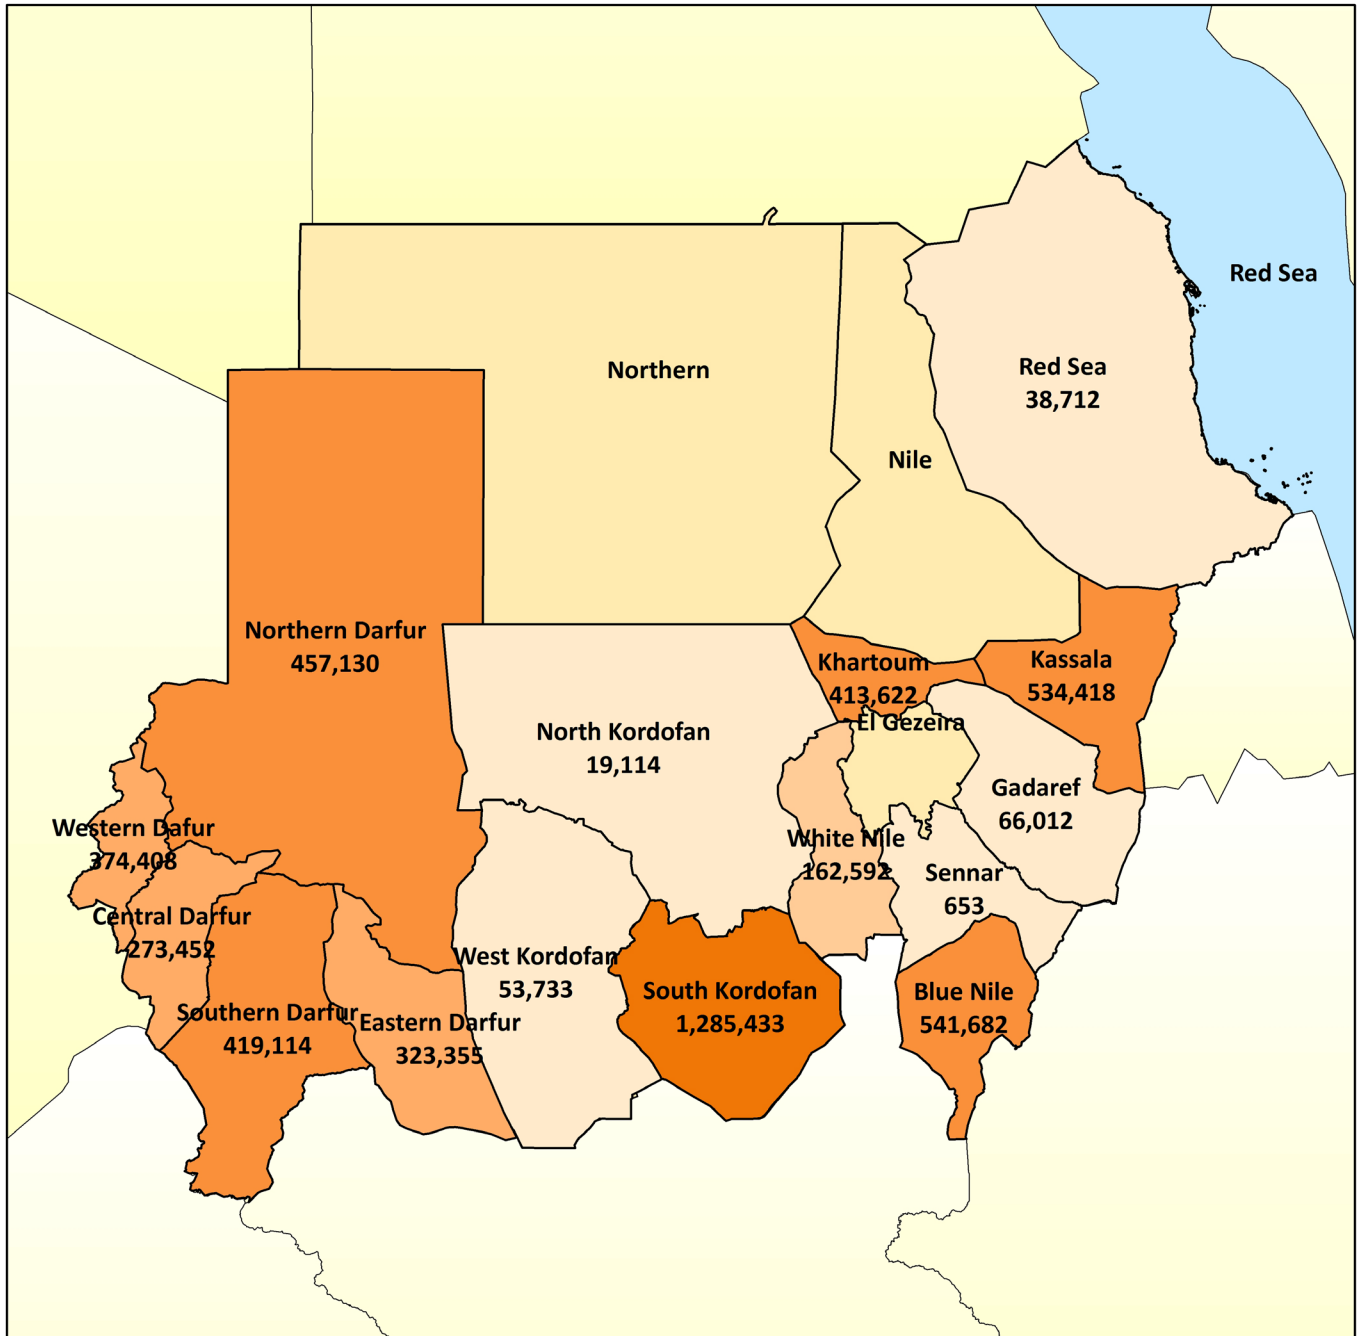 Red Sea
Red Sea
38,712
Northern
Nile
Northern Darfur
457,130
Khartoum
413,622
Kassala
534,418
El Gezeira
North Kordofan
19,114
Gadaref
66,012
Western Dafur
374,408
White Nile
162,592
Sennar
653
Central Darfur
273,452
West Kordofan
53,733
South Kordofan
1,285,433
Blue Nile
541,682
Southern Darfur
419,114
Eastern Darfur
323,355